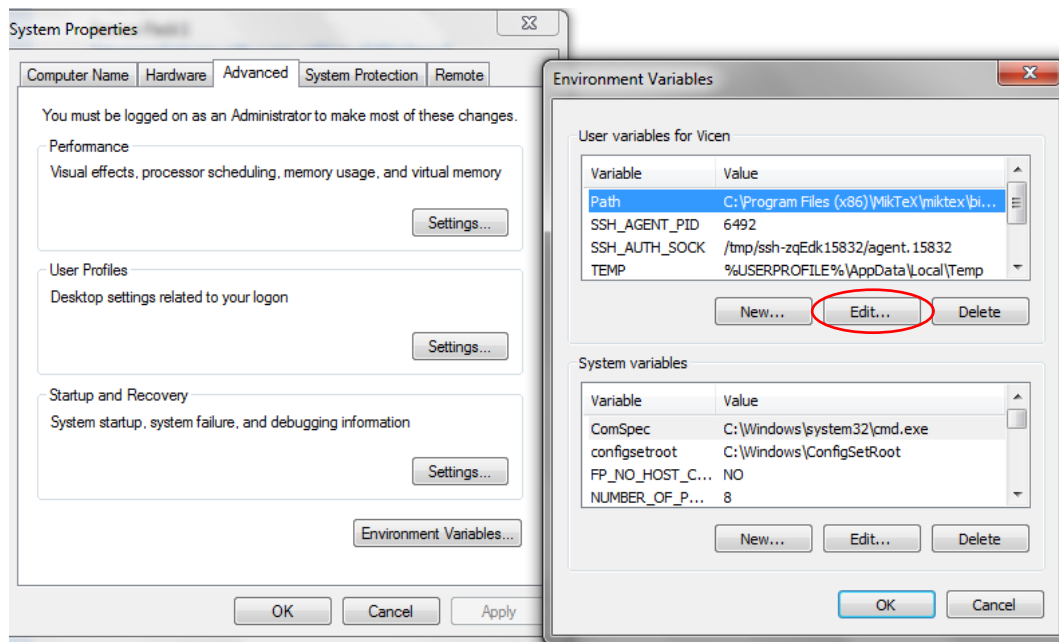 System Properties
Computer Name Hardware Advanced System Protection Remote
You must be logged on as an Administrator to make most of these changes.
Performance
Visual effects, processor scheduling, memory usage, and virtual memory
Settings...
User Profiles
Desktop settings related to your logon
Settings...
Startup and Recovery
System startup, system failure, and debugging information
Settings...
Environment Variables...
OK Cancel Apply
Environment Variables
User variables for Vicen
Variable Value
Path C:\Program Files (x86)\MikTeX\miktex\bi...
SSH_AGENT_PID 6492
SSH_AUTH_SOCK /tmp/ssh-zqEdk15832/agent.15832
TEMP %USERPROFILE%\AppData\Local\Temp
New... Edit... Delete
System variables
Variable Value
ComSpec C:\Windows\system32\cmd.exe
configsetroot C:\Windows\ConfigSetRoot
FP_NO_HOST_C... NO
NUMBER_OF_P... 8
New... Edit... Delete
OK Cancel